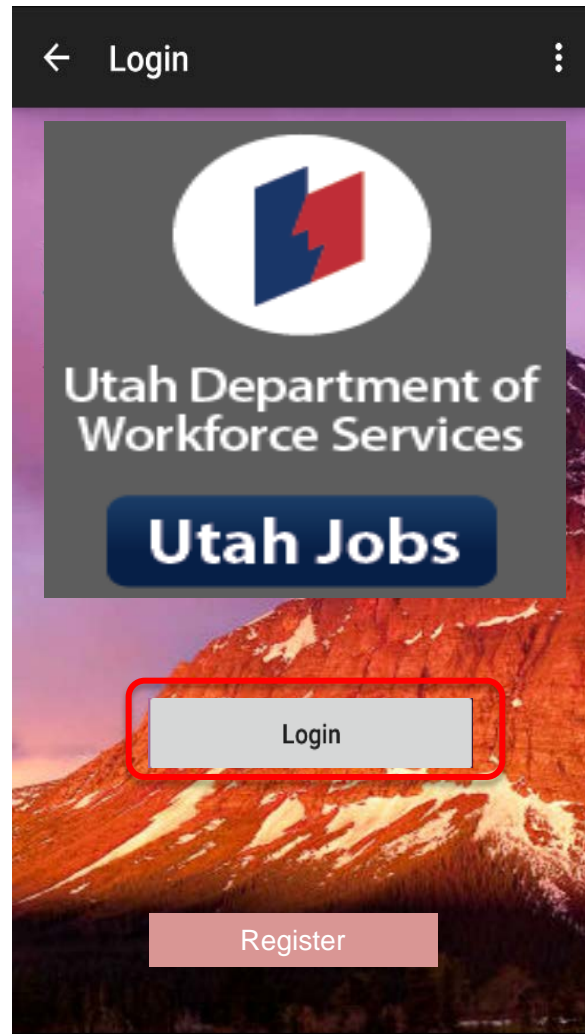 Login
Utah Department of
Workforce Services
Utah Jobs
Login
Register